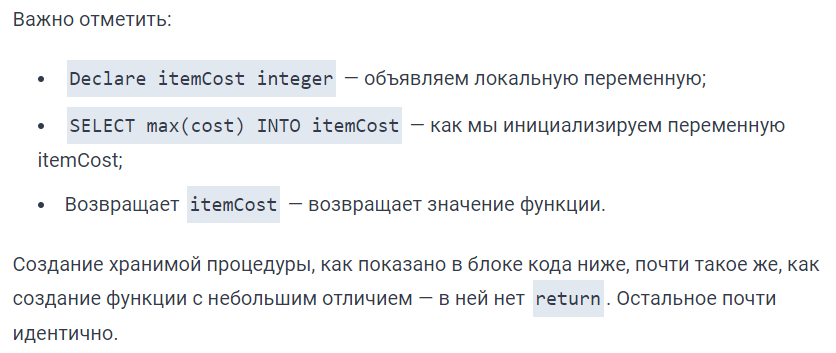 Важно отметить:
• Declare itemCost integer — объявляем локальную переменную;
• SELECT max(cost) INTO itemCost — как мы инициализируем переменную
itemCost;
• Возвращает itemCost — возвращает значение функции.
Создание хранимой процедуры, как показано в блоке кода ниже, почти такое же, как
создание функции с небольшим отличием — в ней нет return. Остальное почти
идентично.